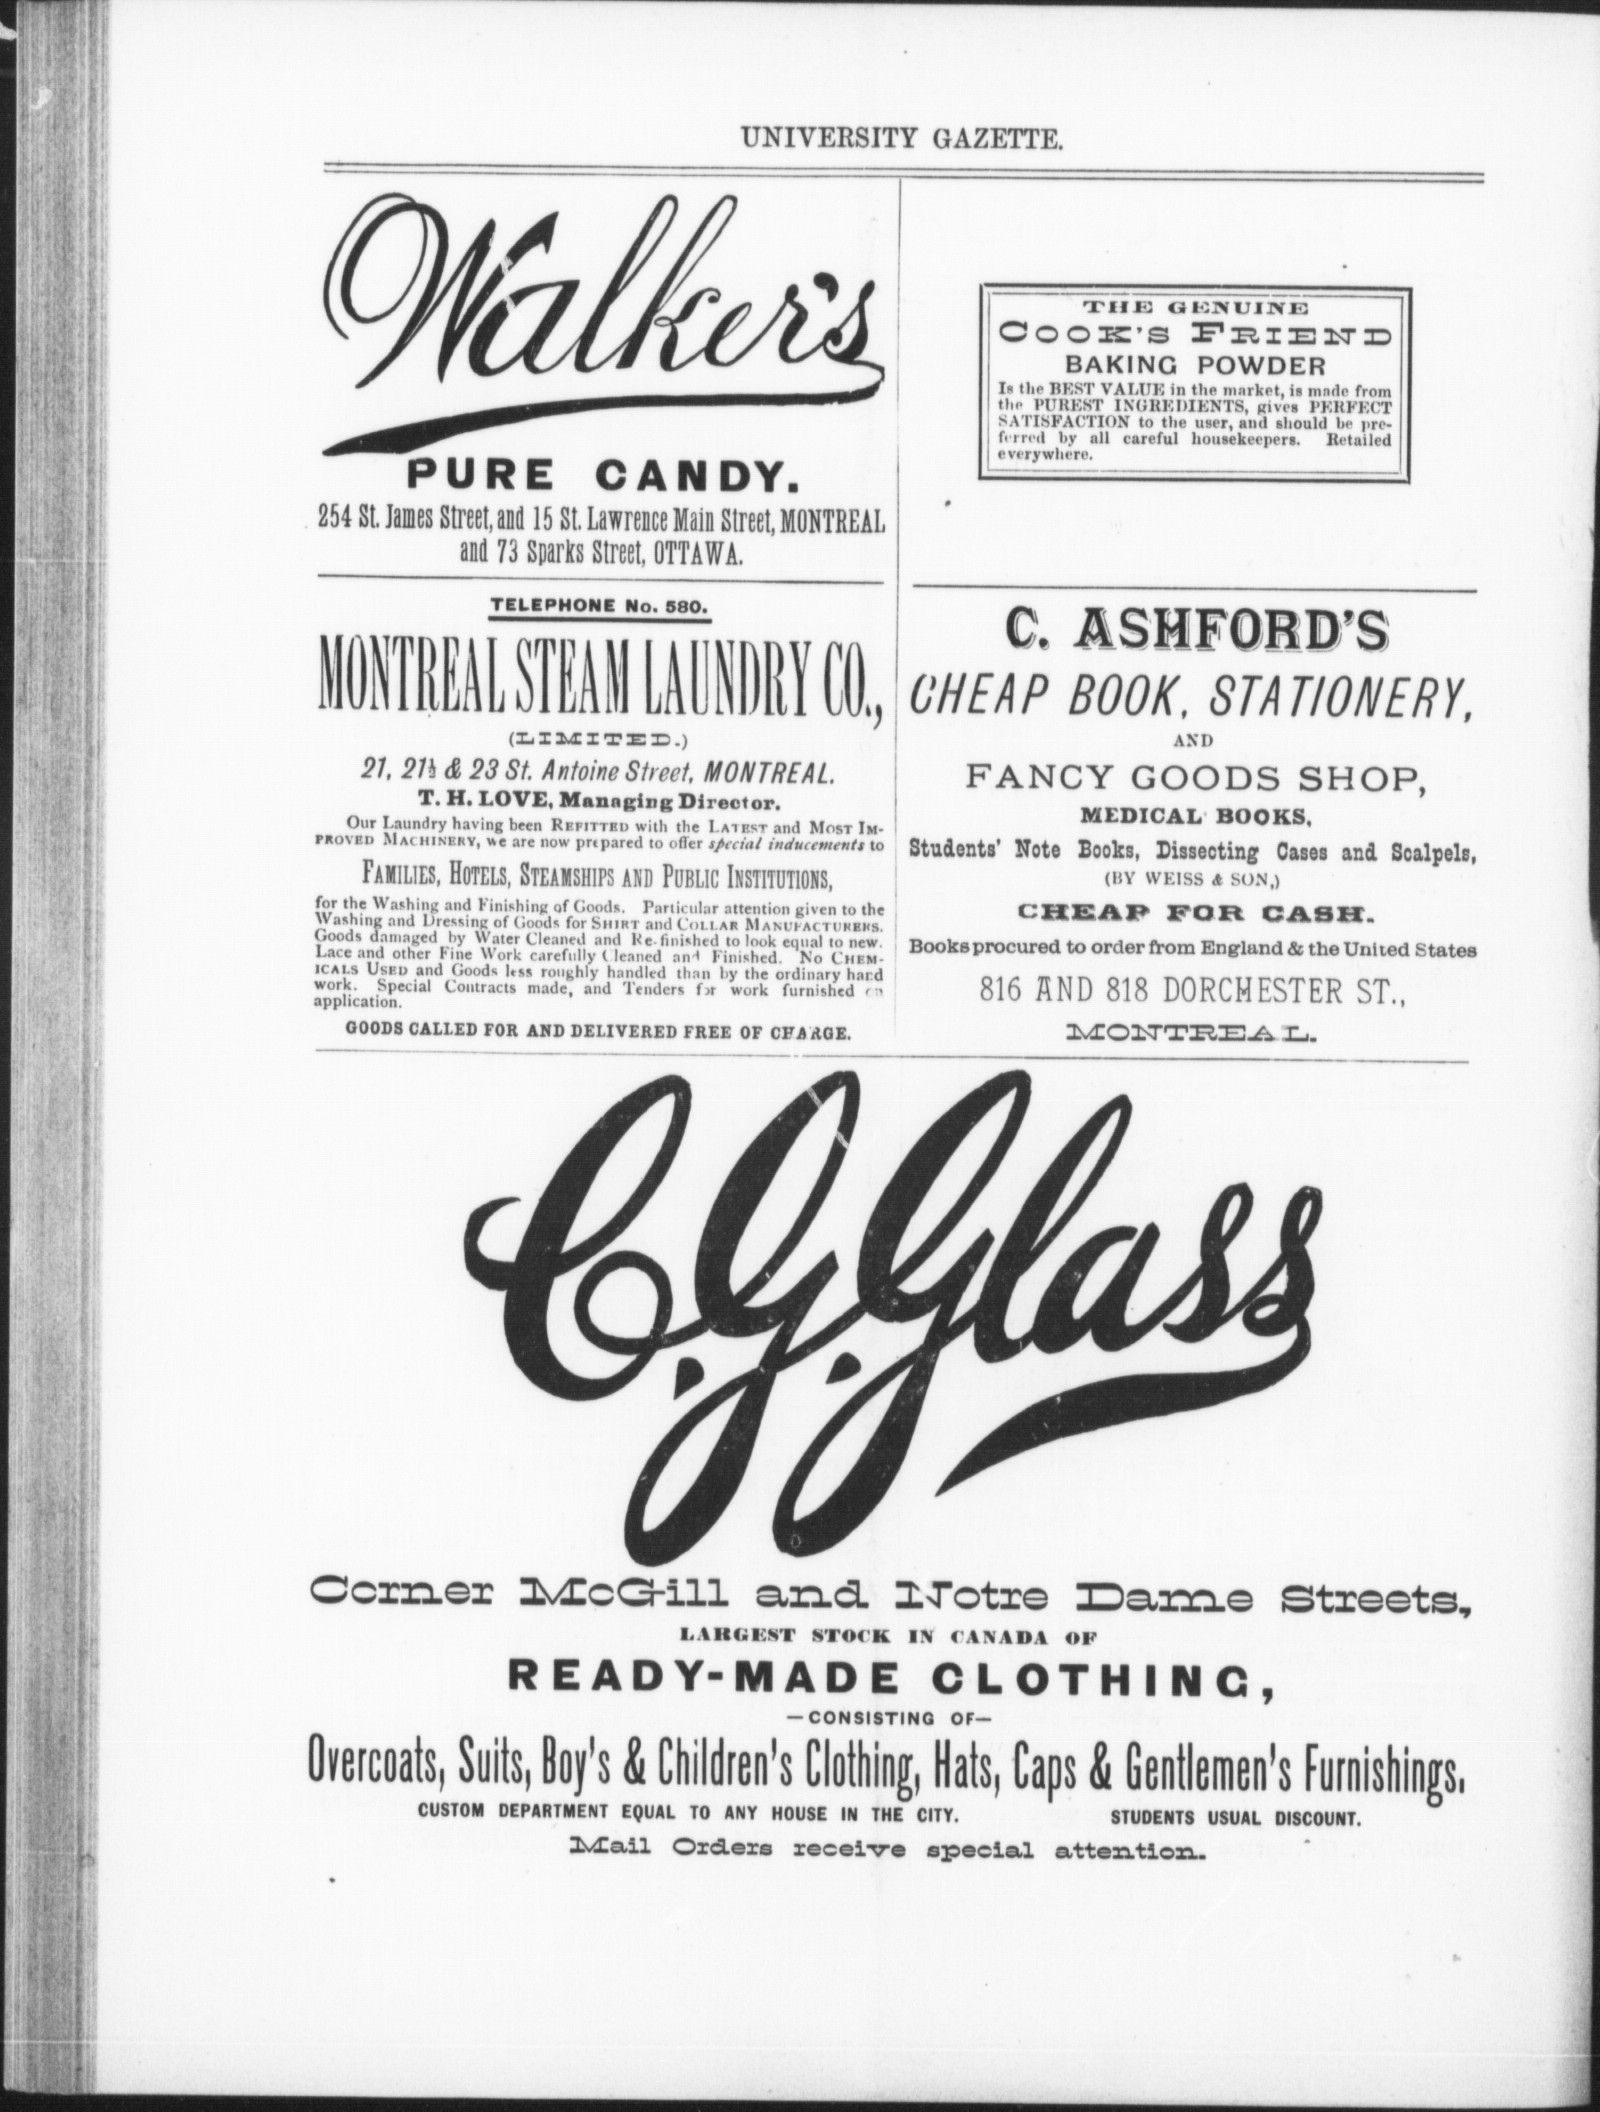 UNIVERSITY GAZETTE.
Walker's
PURE CANDY.
254 St. James Street, and 15 St. Lawrence Main Street, MONTREAL
and 73 Sparks Street, OTTAWA.
TELEPHONE No. 580.
MONTREAL STEAM LAUNDRY CO.,
(LIMITED.)
21, 21½ & 23 St. Antoine Street, MONTREAL.
T. H. LOVE, Managing Director.
Our Laundry having been REFITTED with the LATEST and MOST IM-
PROVED MACHINERY, we are now prepared to offer special inducements to
FAMILIES, HOTELS, STEAMSHIPS AND PUBLIC INSTITUTIONS,
for the Washing and Finishing of Goods. Particular attention given to the
Washing and Dressing of Goods for SHIRT and COLLAR MANUFACTURERS.
Goods damaged by Water Cleaned and Re-finished to look equal to new.
Lace and other Fine Work carefully Cleaned and Finished. NO CHEM-
ICALS USED and Goods less roughly handled than by the ordinary hand
work. Special Contracts made, and Tenders for work furnished on
application.
GOODS CALLED FOR AND DELIVERED FREE OF CHARGE.
THE GENUINE
COOK'S FRIEND
BAKING POWDER
Is the BEST VALUE in the market, is made from
the PUREST INGREDIENTS, gives PERFECT
SATISFACTION to the user, and should be pre-
ferred by all careful housekeepers. Retailed
everywhere.
C. ASHFORD'S
CHEAP BOOK, STATIONERY,
AND
FANCY GOODS SHOP,
MEDICAL BOOKS,
Students' Note Books, Dissecting Cases and Scalpels,
(BY WEISS & SON,)
CHEAP FOR CASH.
Books procured to order from England & the United States
816 AND 818 DORCHESTER ST.,
MONTREAL.
C. G. Glass
Corner McGill and Notre Dame Streets,
LARGEST STOCK IN CANADA OF
READY-MADE CLOTHING,
—CONSISTING OF—
Overcoats, Suits, Boy's & Children's Clothing, Hats, Caps & Gentlemen's Furnishings.
CUSTOM DEPARTMENT EQUAL TO ANY HOUSE IN THE CITY. STUDENTS USUAL DISCOUNT.
Mail Orders receive special attention.